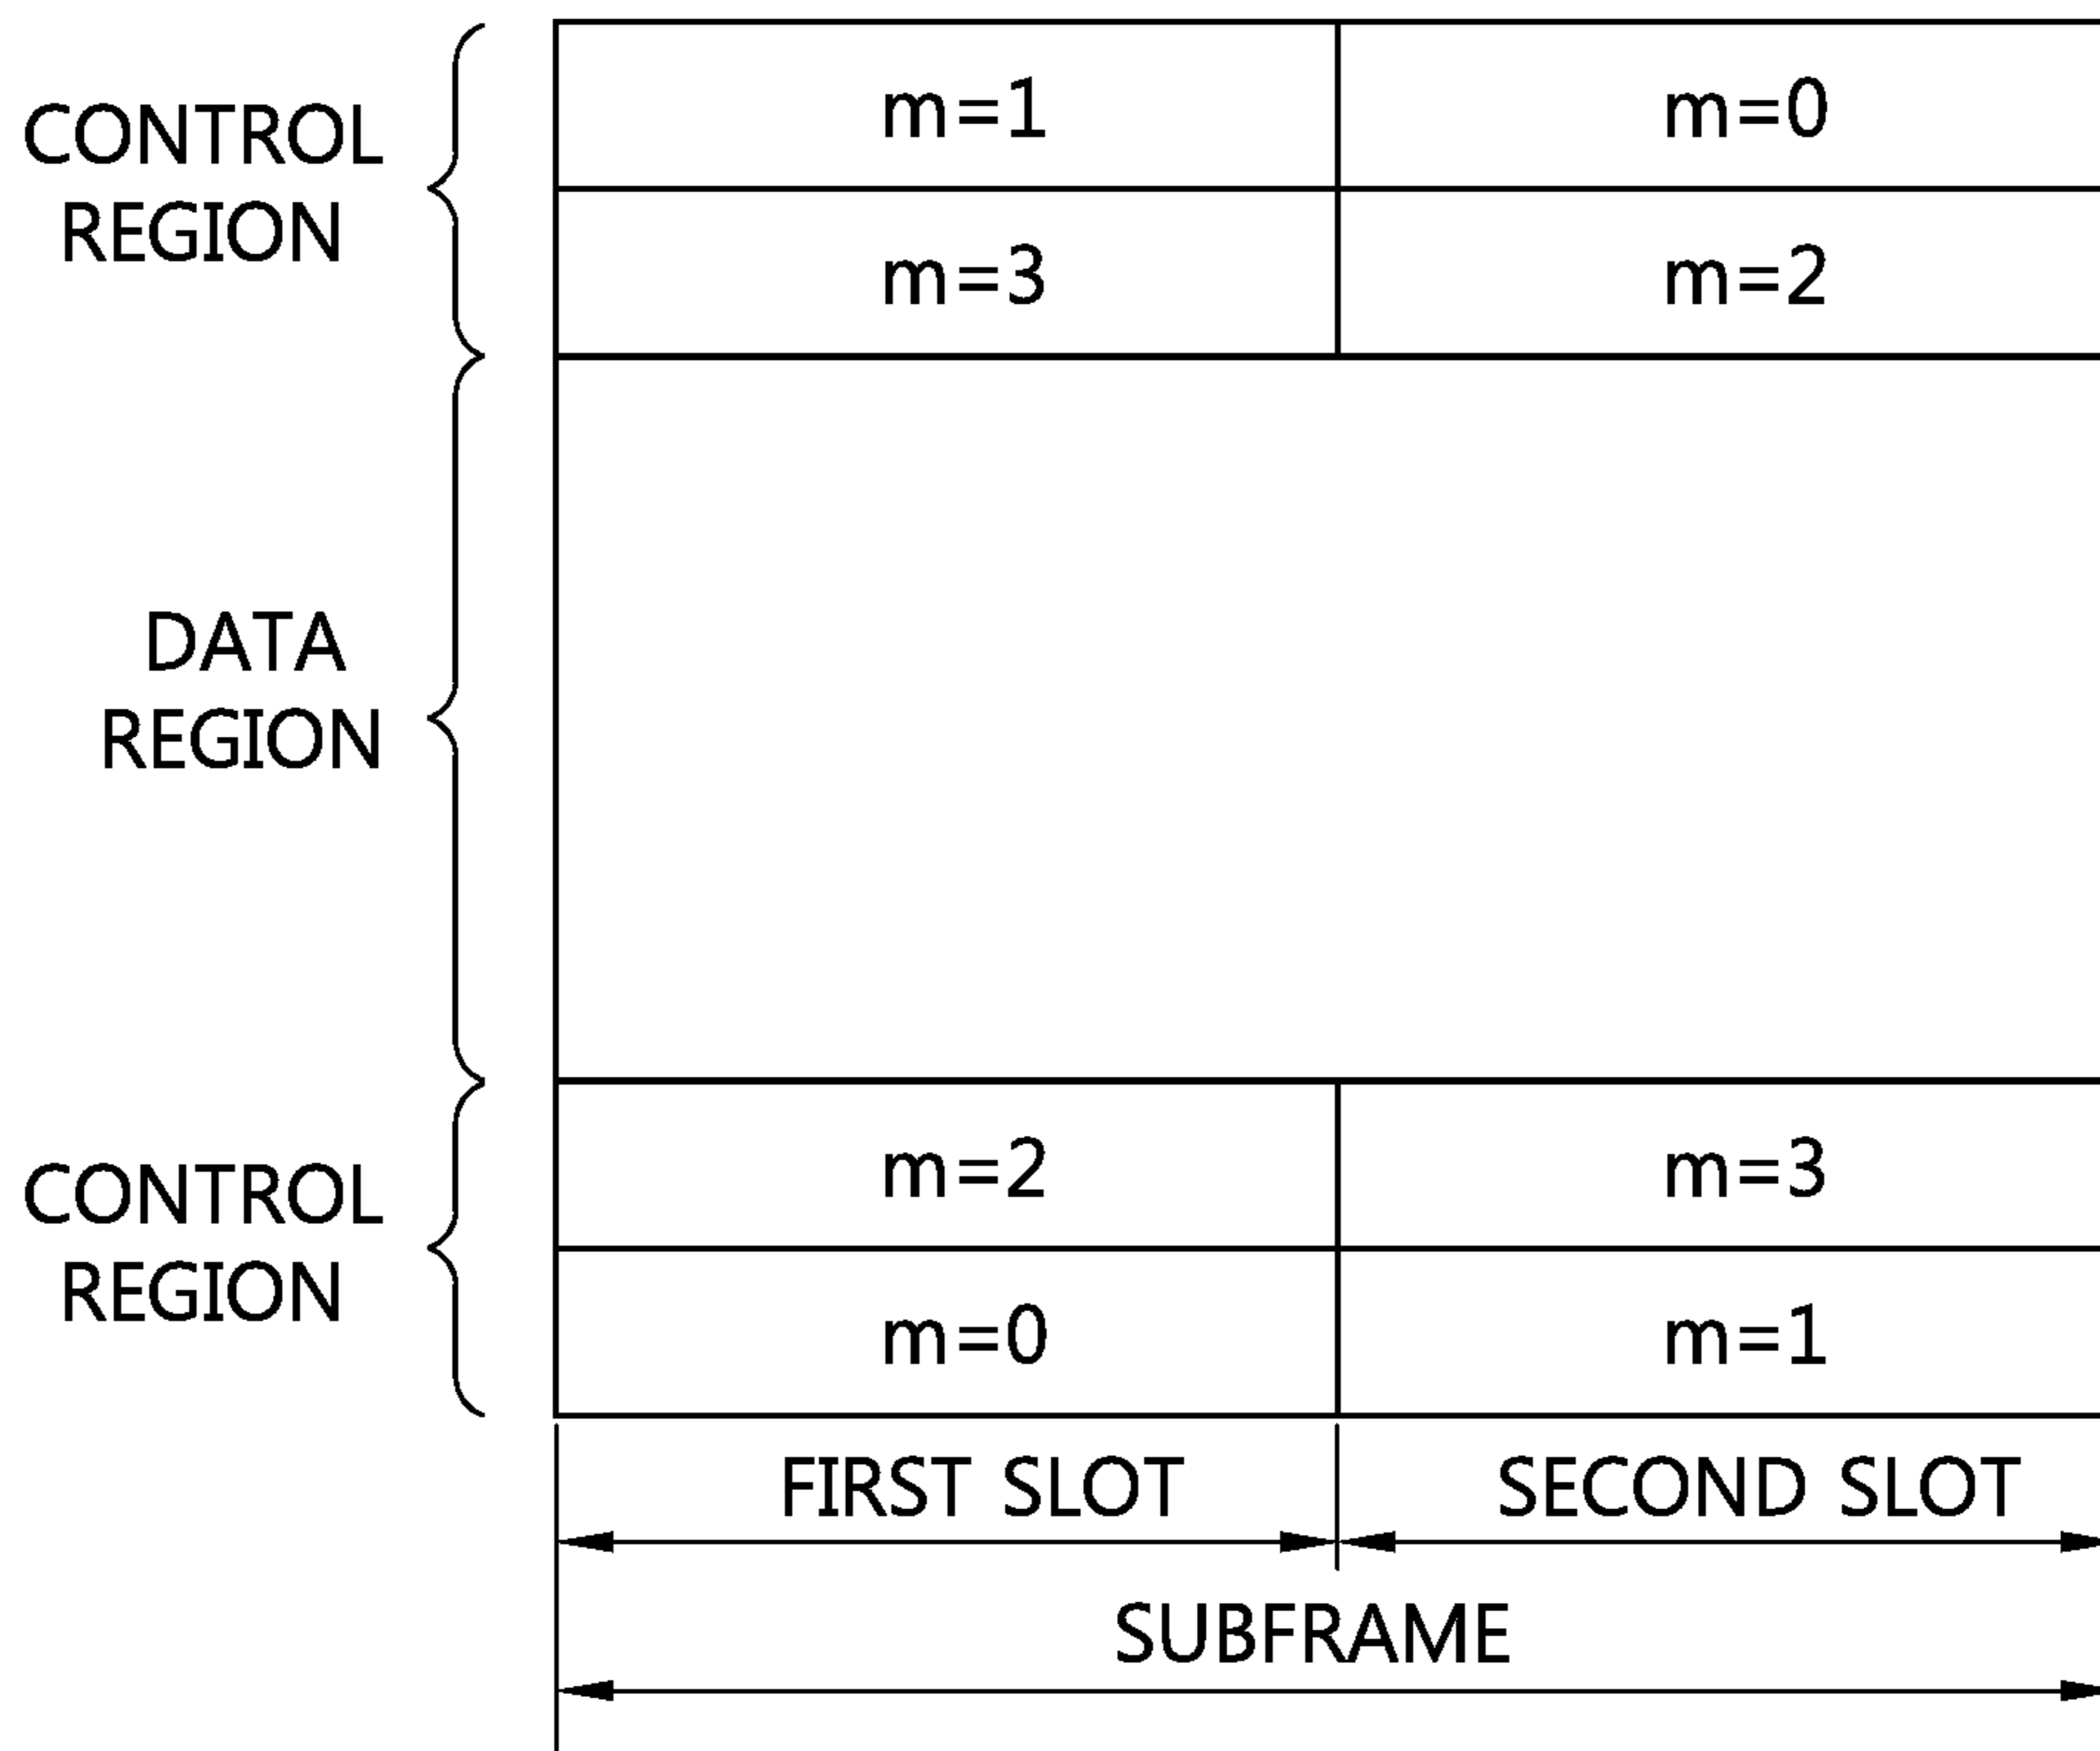 m=1 m=0
CONTROL
REGION
m=3 m=2
DATA
REGION
m=2 m=3
CONTROL
REGION
m=0 m=1
FIRST SLOT SECOND SLOT
SUBFRAME